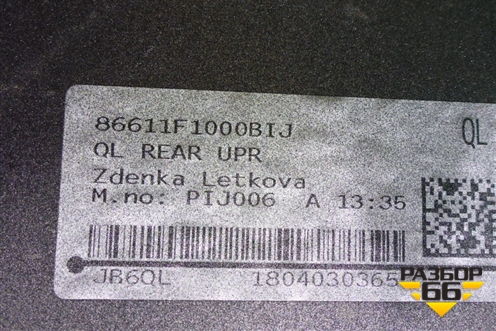 86611F1000BIJ QL
QL REAR UPR
Zdenka Letkova
M.no: PIJ006 A 13:35
JB6QL 1804030365
РАЗБОР
66